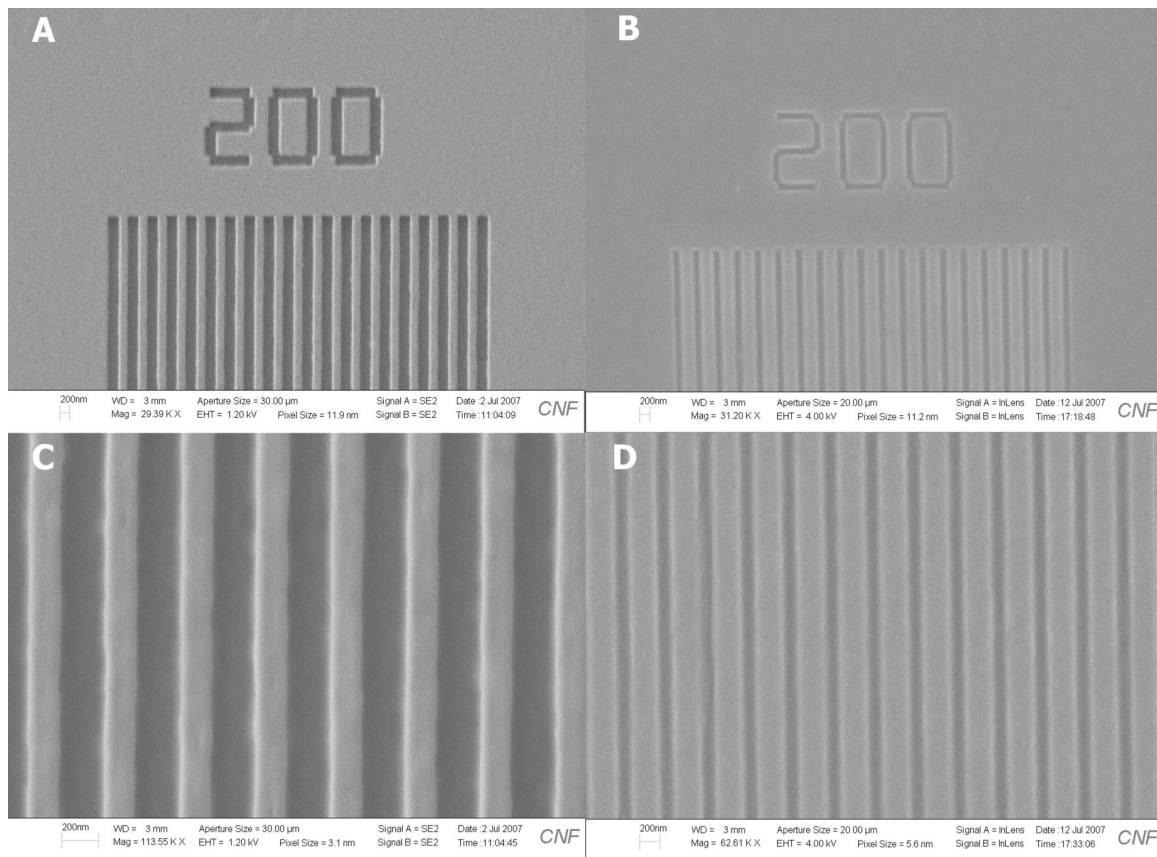 A
200
200nm WD = 3 mm Aperture Size = 30.00 µm Signal A = SE2 Date :2 Jul 2007
Mag = 29.39 K X EHT = 1.20 kV Pixel Size = 11.9 nm Signal B = SE2 Time :11:04:09 CNF
B
200
200nm WD = 3 mm Aperture Size = 20.00 µm Signal A = InLens Date :12 Jul 2007
Mag = 31.20 K X EHT = 4.00 kV Pixel Size = 11.2 nm Signal B = InLens Time :17:18:48 CNF
C
200nm WD = 3 mm Aperture Size = 30.00 µm Signal A = SE2 Date :2 Jul 2007
Mag = 113.55 K X EHT = 1.20 kV Pixel Size = 3.1 nm Signal B = SE2 Time :11:04:45 CNF
D
200nm WD = 3 mm Aperture Size = 20.00 µm Signal A = InLens Date :12 Jul 2007
Mag = 62.61 K X EHT = 4.00 kV Pixel Size = 5.6 nm Signal B = InLens Time :17:33:06 CNF